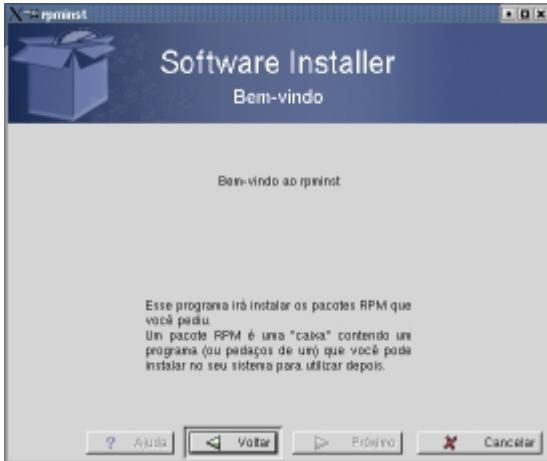 rpminst
Software Installer
Bem-vindo
Bem-vindo ao rpminst
Esse programa irá instalar os pacotes RPM que
você pediu.
Um pacote RPM é uma "caixa" contendo um
programa (ou pedaços de um) que você pode
instalar no seu sistema para utilizar depois.
? Ajuda Voltar Próximo Cancelar